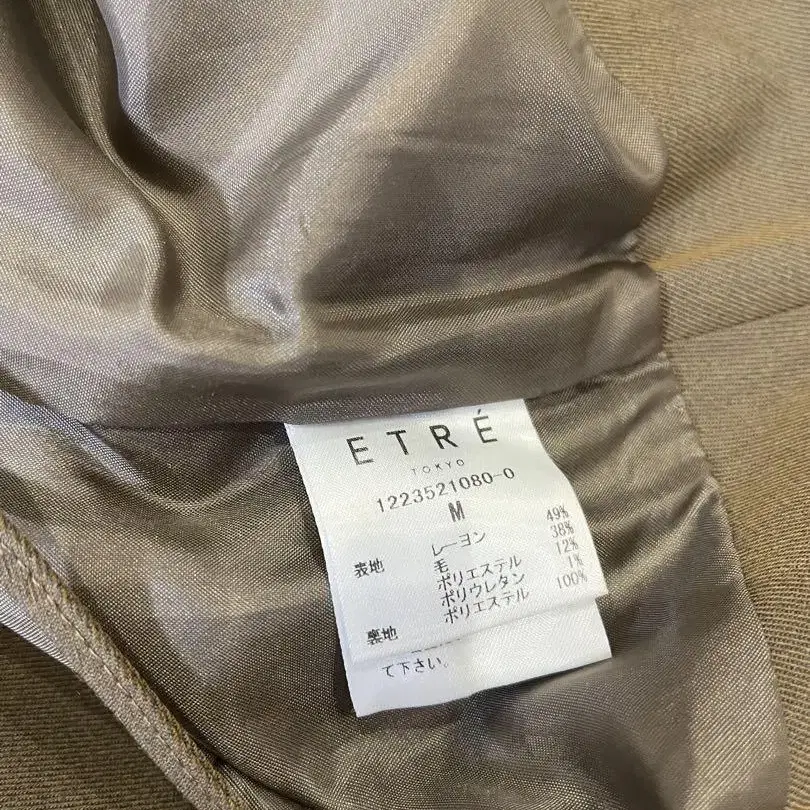 ETRÉ
TOKYO
1223521080-0
M
表地 レーヨン 49%
毛 38%
ポリエステル 12%
ポリウレタン 1%
裏地 ポリエステル 100%
て下さい。